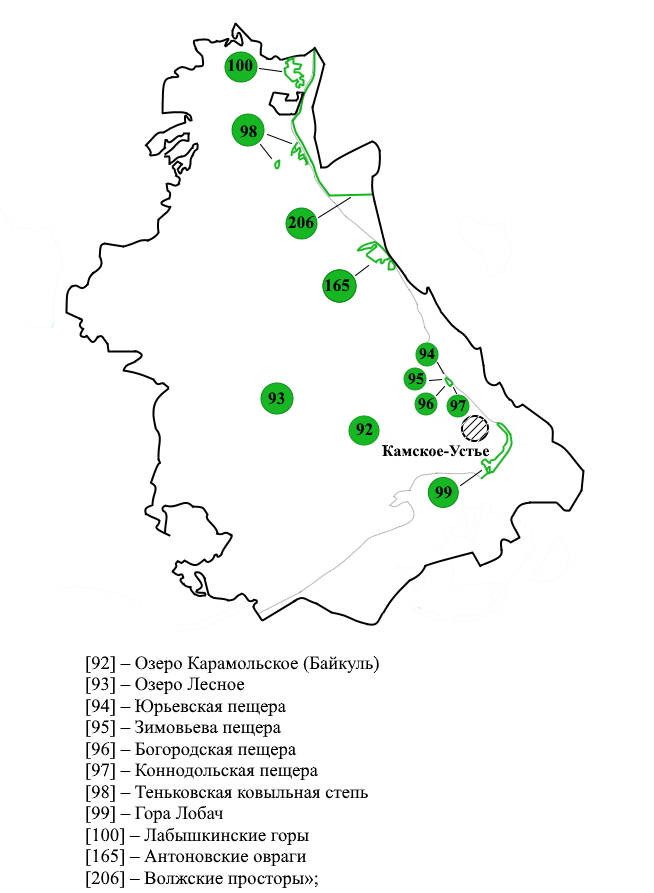 100
98
206
165
94
95
93
96
97
92
Камское-Устье
99
[92] – Озеро Карамольское (Байкуль)
[93] – Озеро Лесное
[94] – Юрьевская пещера
[95] – Зимовьева пещера
[96] – Богородская пещера
[97] – Коннодольская пещера
[98] – Теньковская ковыльная степь
[99] – Гора Лобач
[100] – Лабышкинские горы
[165] – Антоновские овраги
[206] – Волжские просторы»;